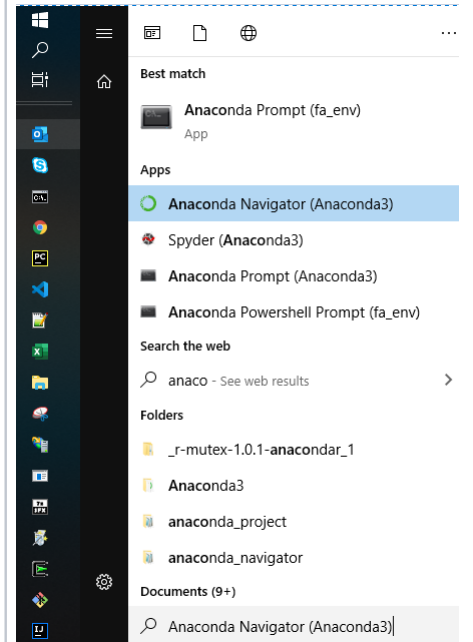 Best match
Anaconda Prompt (fa_env)
App
Apps
Anaconda Navigator (Anaconda3)
Spyder (Anaconda3)
Anaconda Prompt (Anaconda3)
Anaconda Powershell Prompt (fa_env)
Search the web
anaco - See web results
Folders
_r-mutex-1.0.1-anacondar_1
Anaconda3
anaconda_project
anaconda_navigator
Documents (9+)
Anaconda Navigator (Anaconda3)